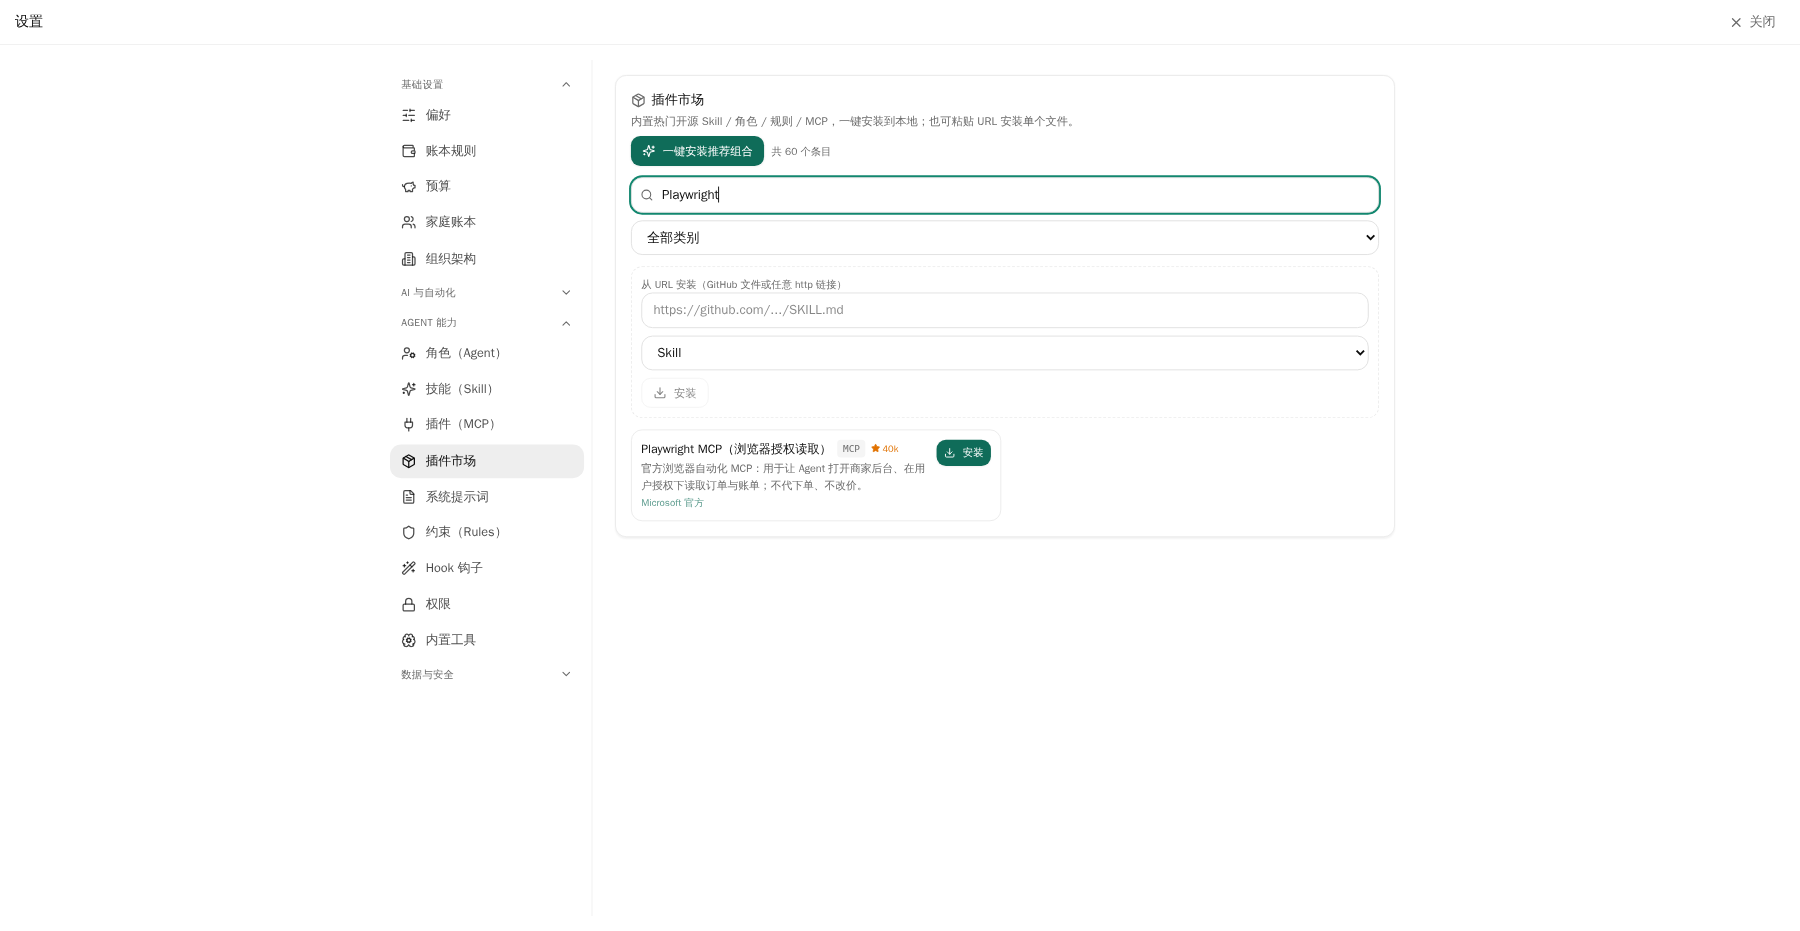 设置
关闭
基础设置
偏好
账本规则
预算
家庭账本
组织架构
AI 与自动化
AGENT 能力
角色（Agent）
技能（Skill）
插件（MCP）
插件市场
系统提示词
约束（Rules）
Hook 钩子
权限
内置工具
数据与安全
插件市场
内置热门开源 Skill / 角色 / 规则 / MCP，一键安装到本地；也可粘贴 URL 安装单个文件。
一键安装推荐组合 共 60 个条目
Playwright
全部类别
从 URL 安装（GitHub 文件或任意 http 链接）
https://github.com/.../SKILL.md
Skill
安装
Playwright MCP（浏览器授权读取） MCP 40k 安装
官方浏览器自动化 MCP：用于让 Agent 打开商家后台、在用
户授权下读取订单与账单；不代下单、不改价。
Microsoft 官方